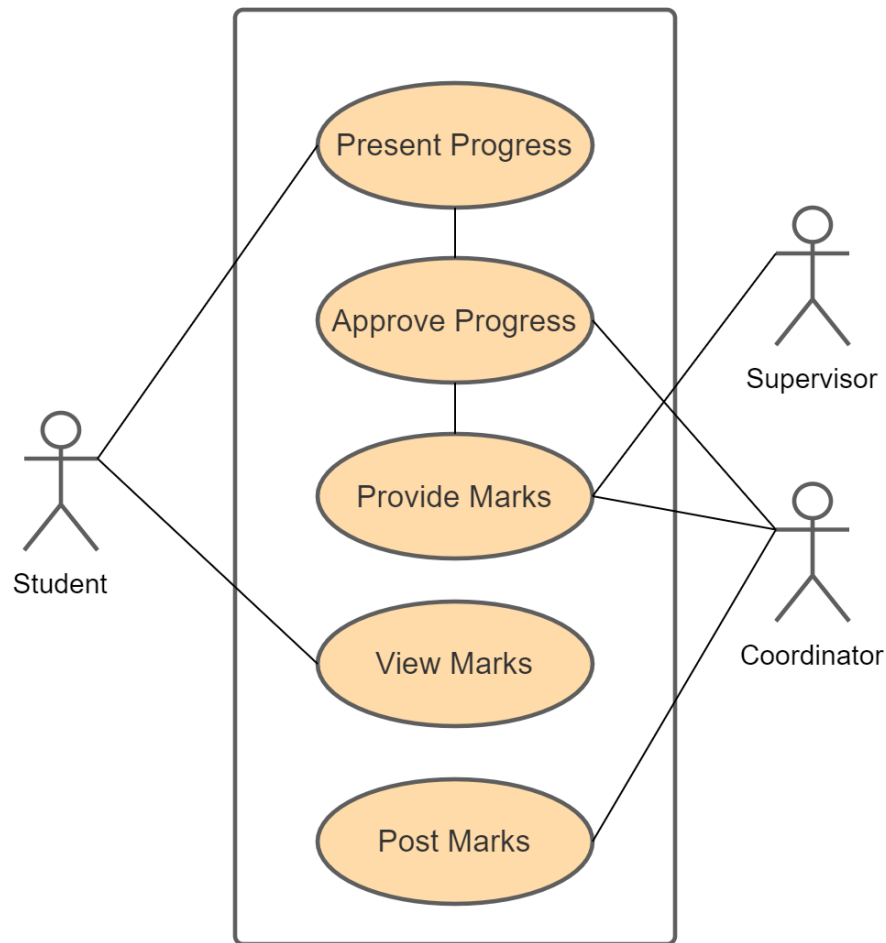 Present Progress
Approve Progress
Supervisor
Provide Marks
Student
View Marks
Coordinator
Post Marks